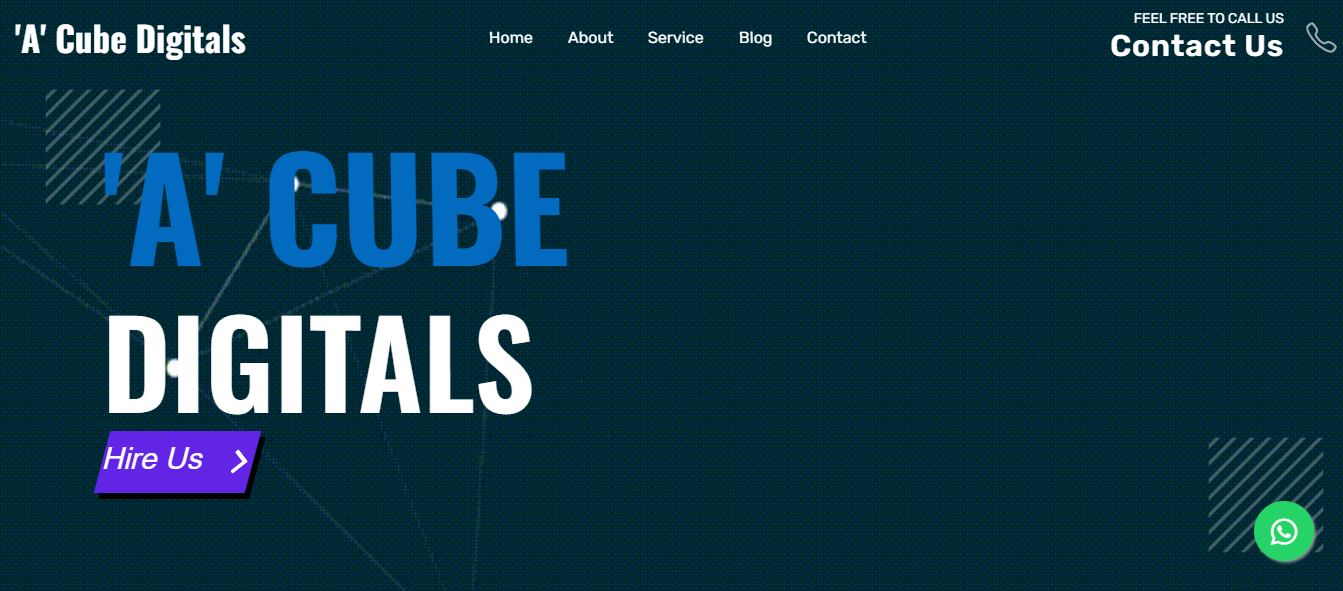 'A' Cube Digitals
Home About Service Blog Contact
FEEL FREE TO CALL US
Contact Us
'A' CUBE
DIGITALS
Hire Us